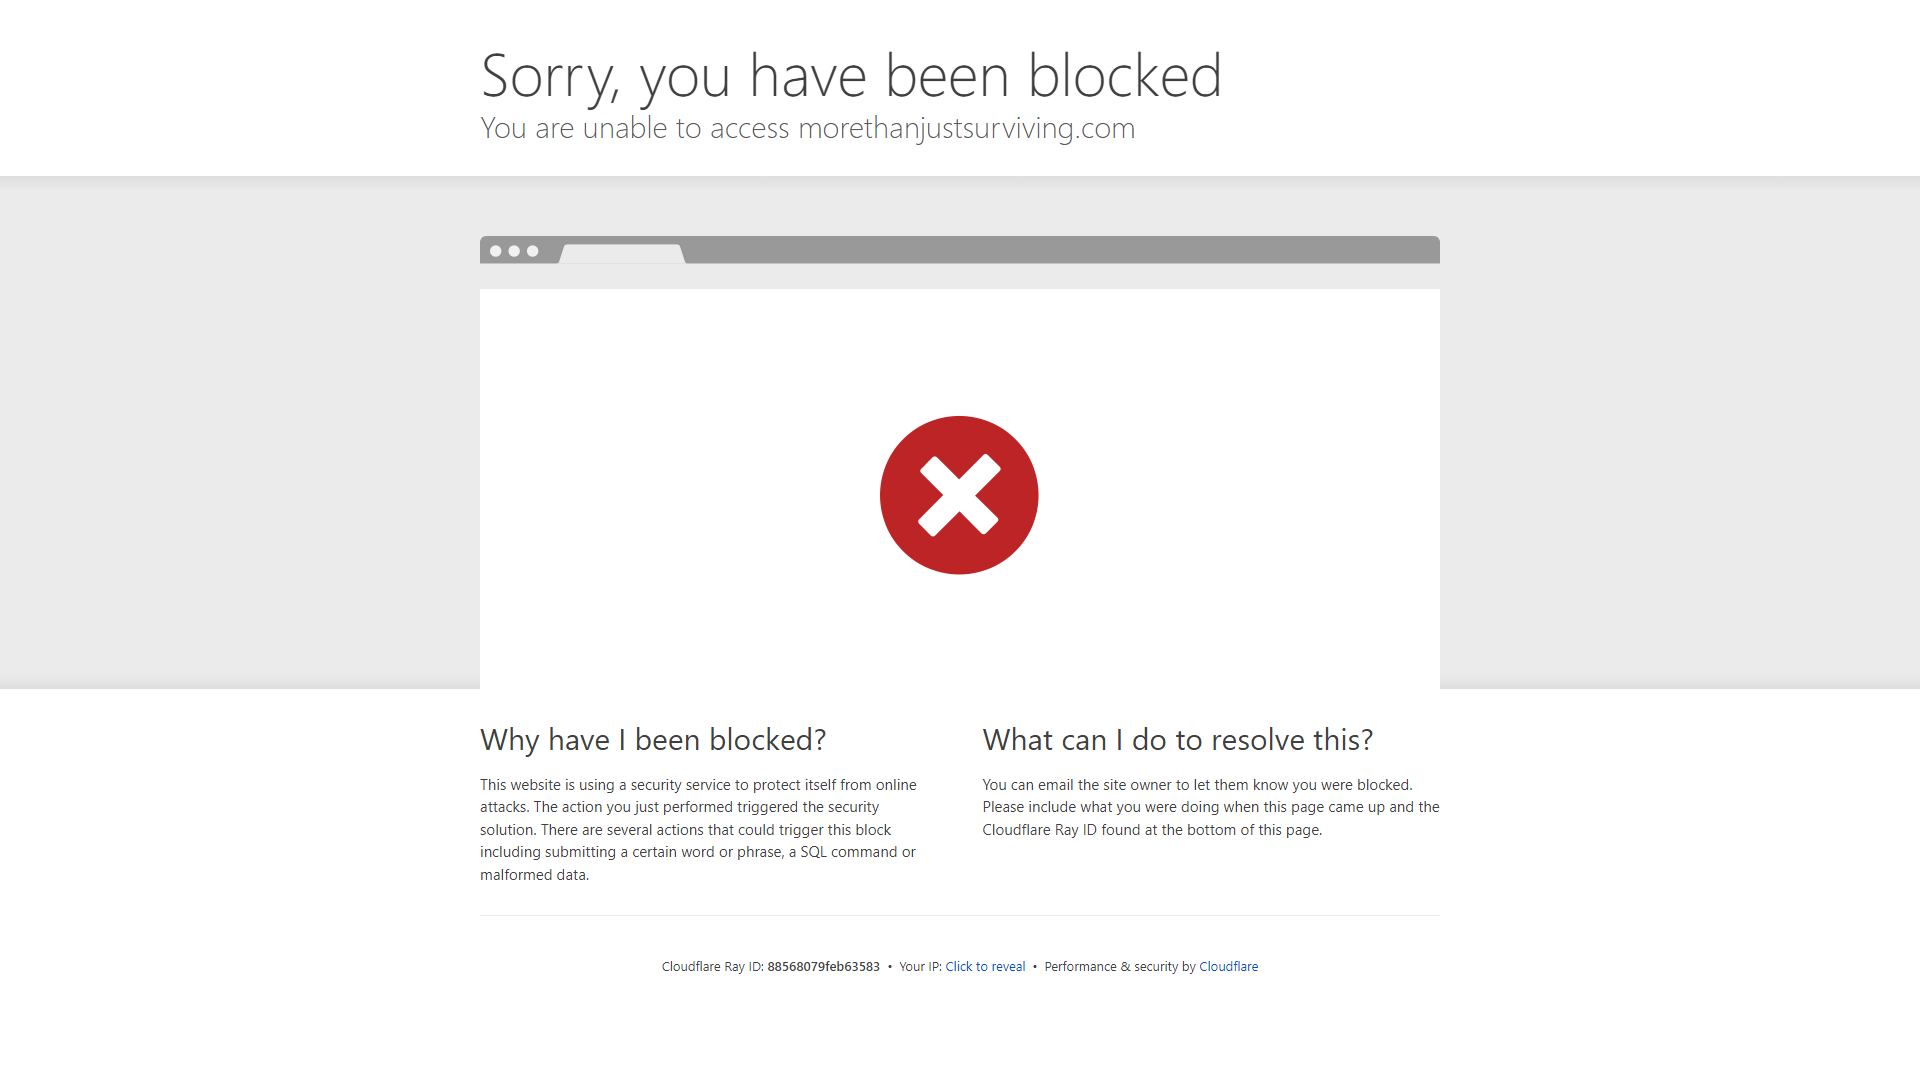 Sorry, you have been blocked
You are unable to access morethanjustsurviving.com
Why have I been blocked?
This website is using a security service to protect itself from online
attacks. The action you just performed triggered the security
solution. There are several actions that could trigger this block
including submitting a certain word or phrase, a SQL command or
malformed data.
What can I do to resolve this?
You can email the site owner to let them know you were blocked.
Please include what you were doing when this page came up and the
Cloudflare Ray ID found at the bottom of this page.
Cloudflare Ray ID: 88568079feb63583 • Your IP: Click to reveal • Performance & security by Cloudflare